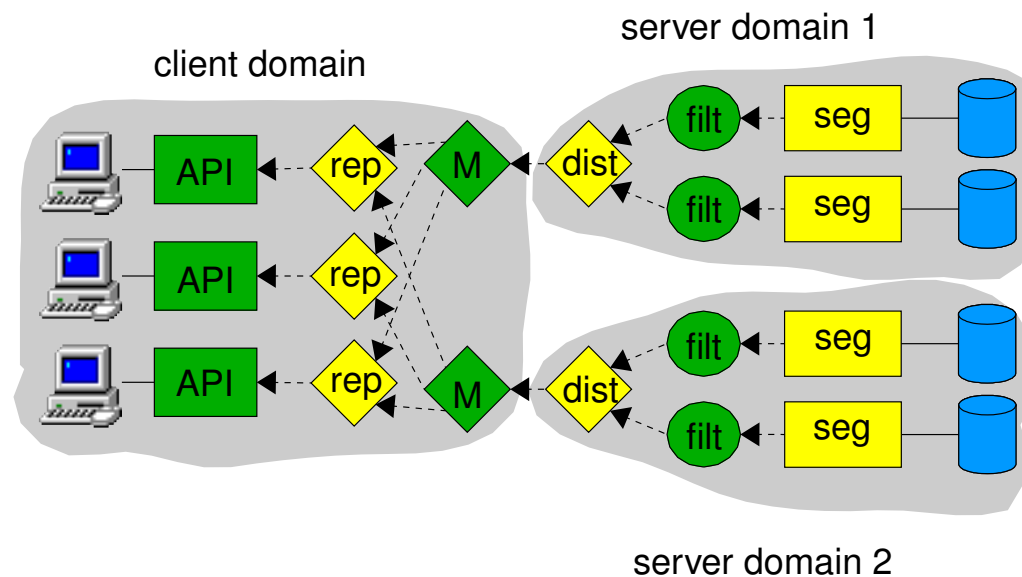 server domain 1
client domain
filt
seg
API
rep
M
dist
filt
seg
API
rep
filt
seg
API
rep
M
dist
filt
seg
server domain 2